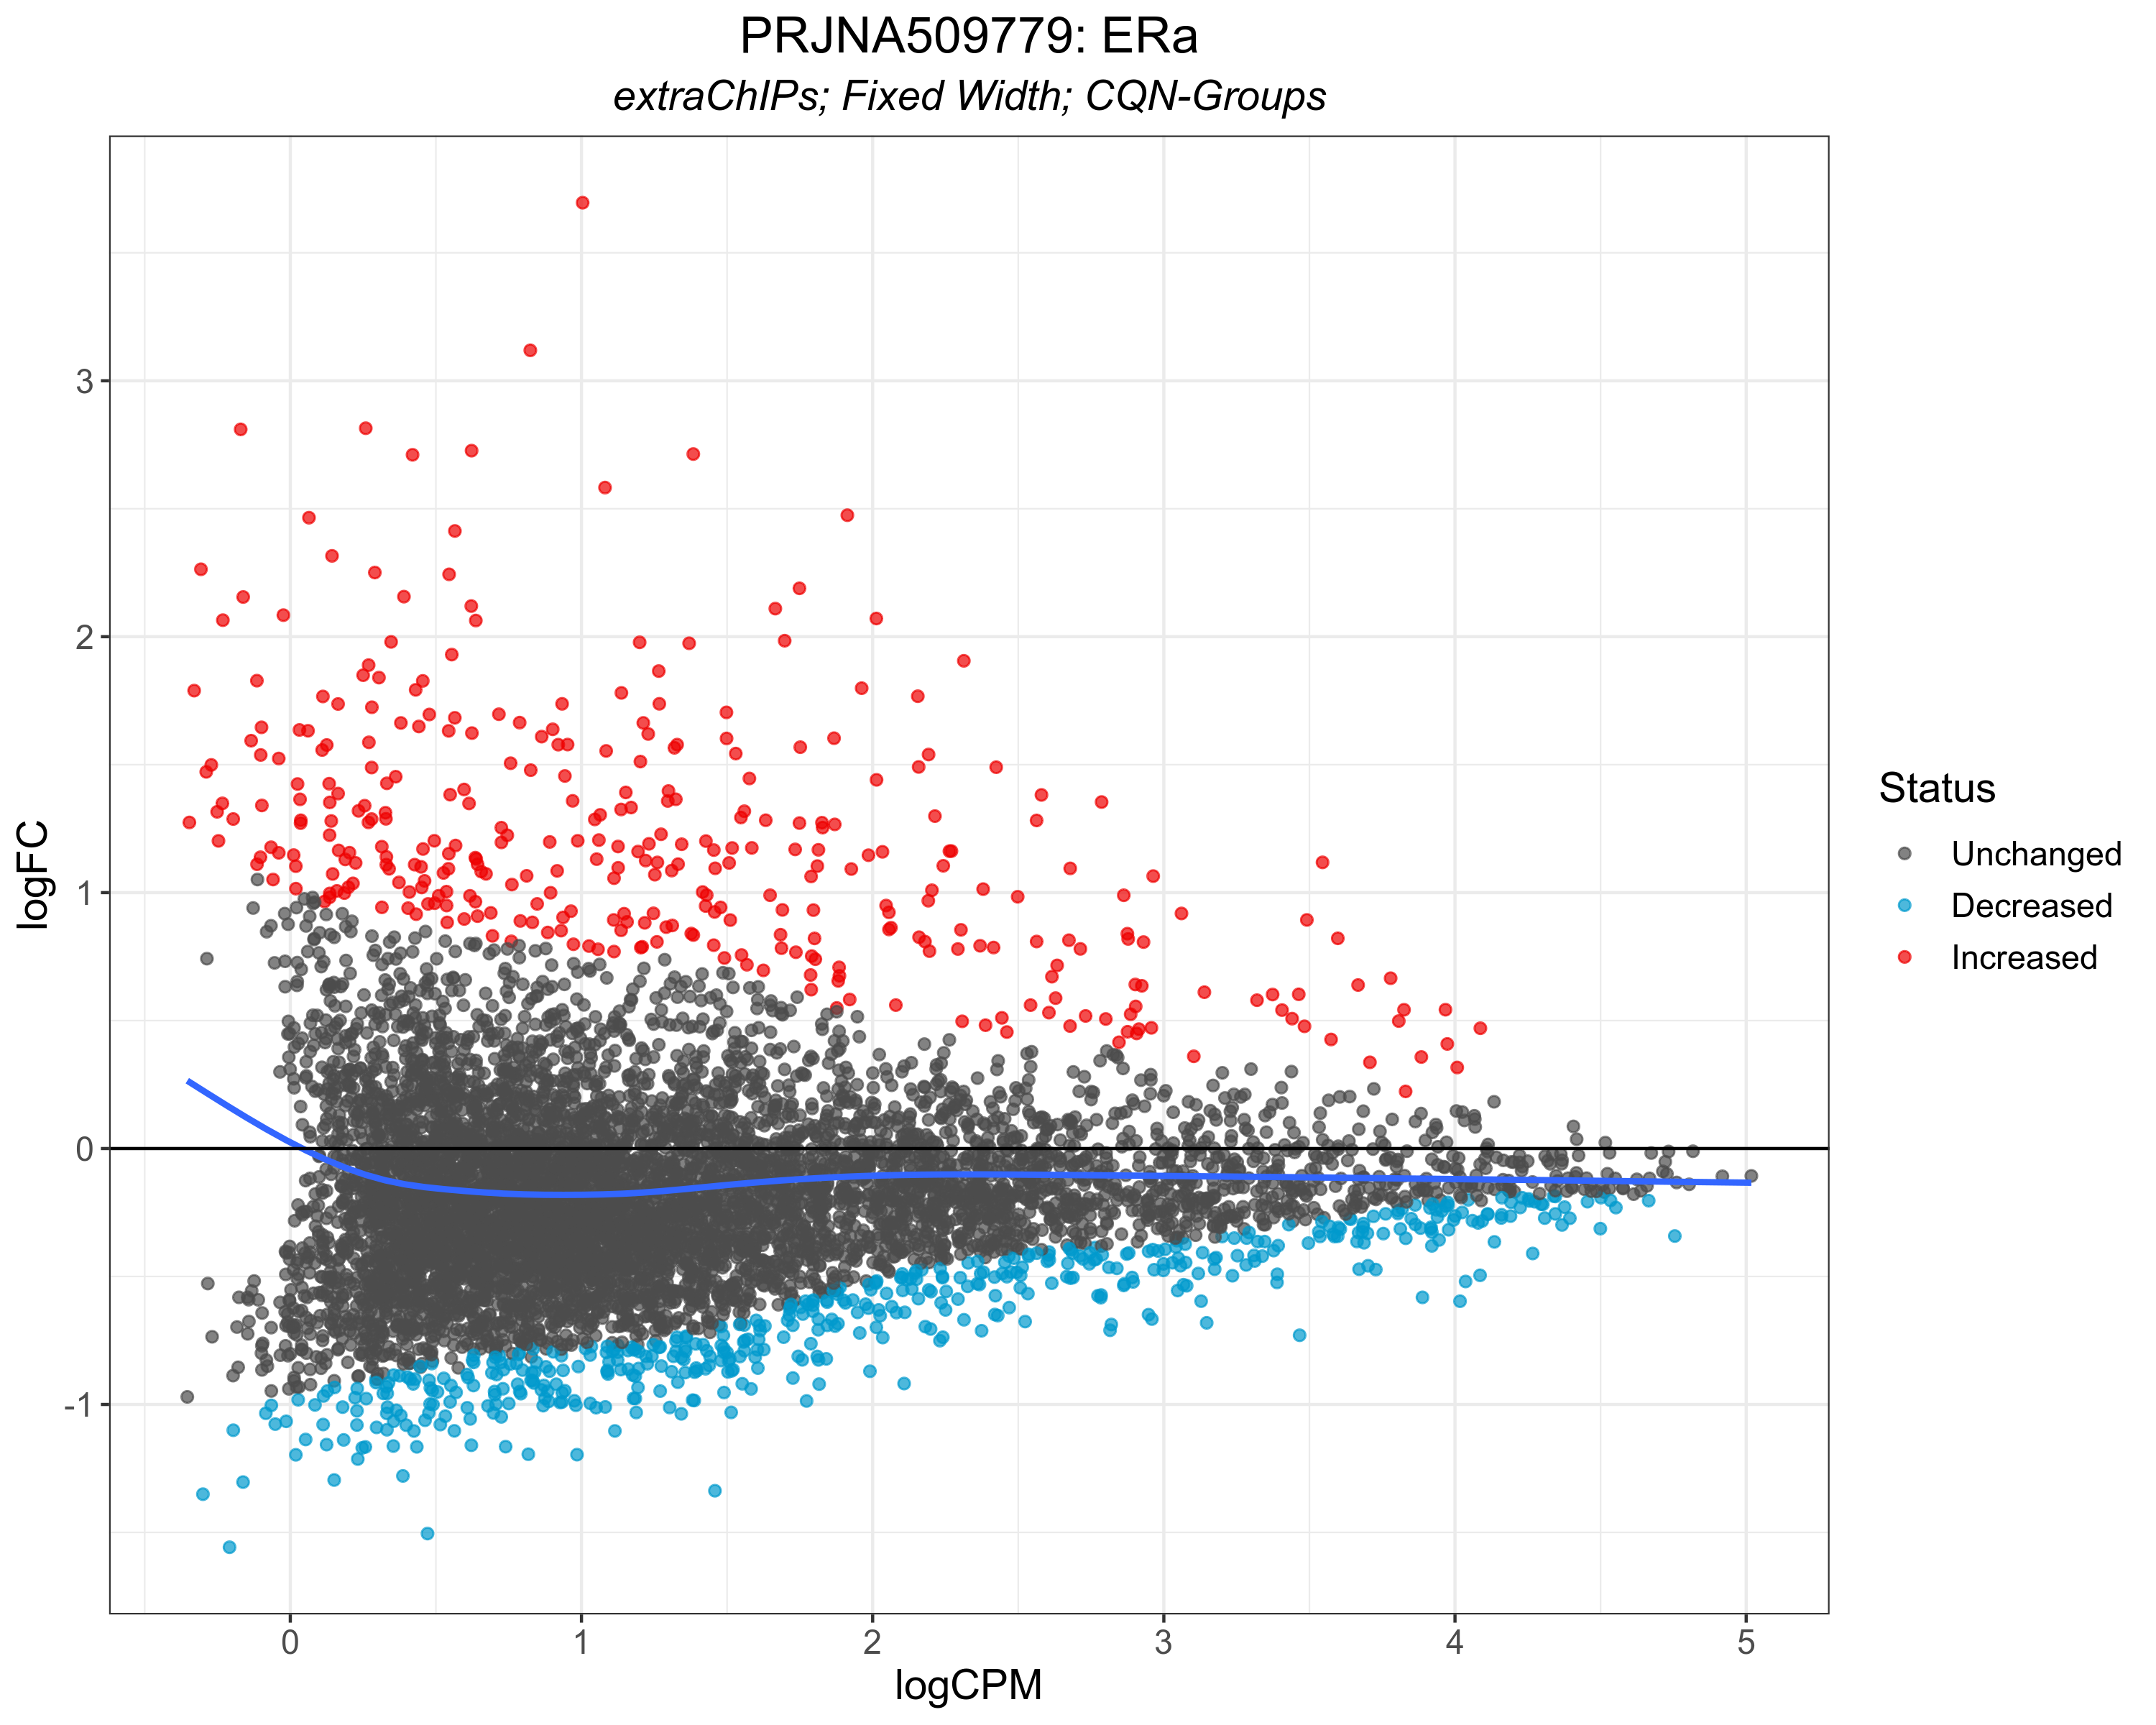 PRJNA509779: ERa
extraChIPs; Fixed Width; CQN-Groups
logFC
3
2
1
0
-1
0 1 2 3 4 5
logCPM
Status
Unchanged
Decreased
Increased